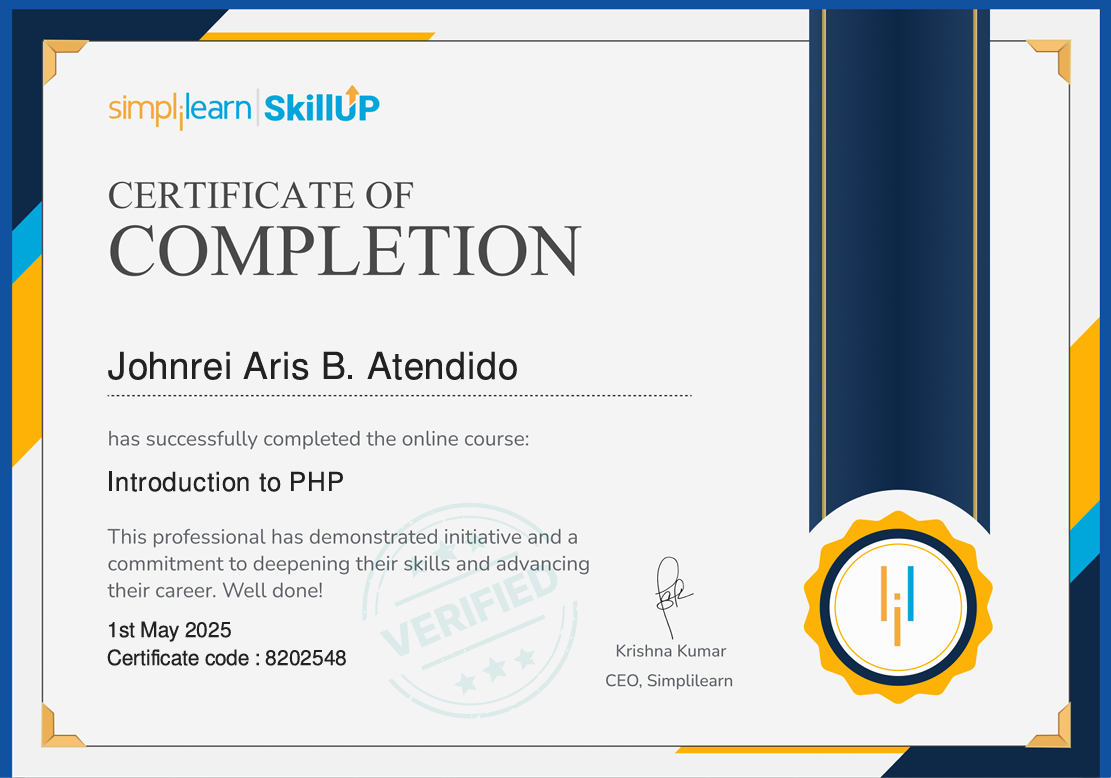 simplilearn | SkillUP
CERTIFICATE OF
COMPLETION
Johnrei Aris B. Atendido
has successfully completed the online course:
Introduction to PHP
This professional has demonstrated initiative and a
commitment to deepening their skills and advancing
their career. Well done!
VERIFIED
1st May 2025
Certificate code : 8202548
Krishna Kumar
CEO, Simplilearn